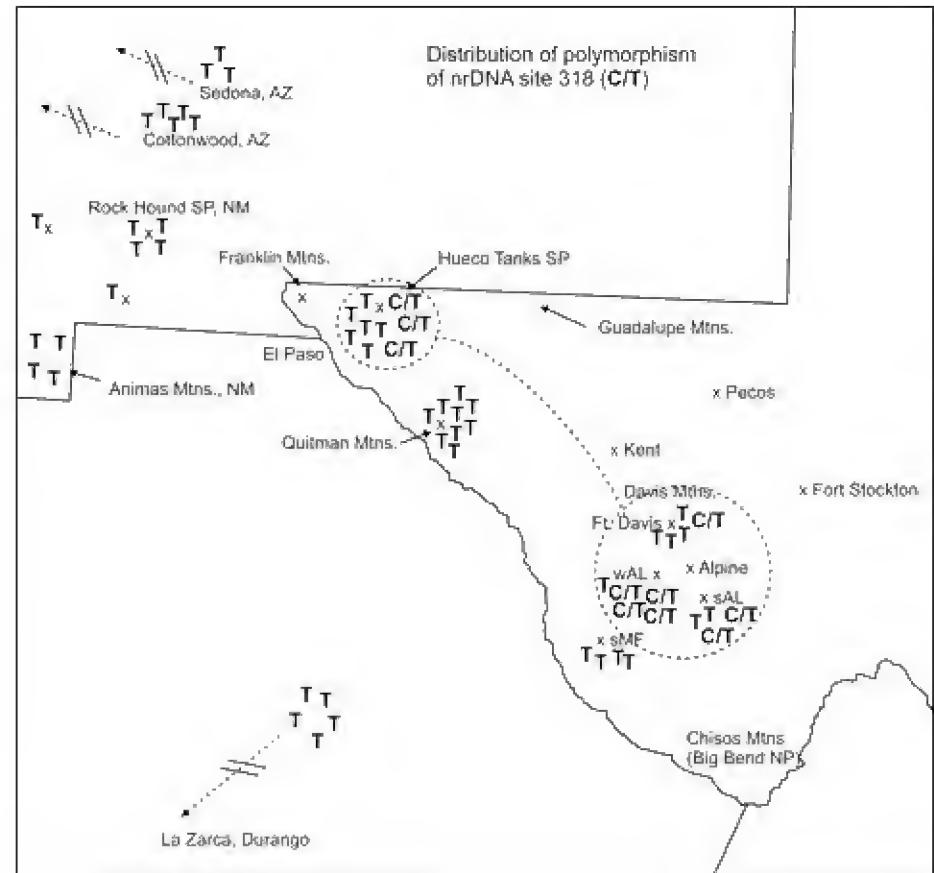 Distribution of polymorphism
of nrDNA site 318 (C/T)
T
T T
Sedona, AZ
T T T T T
Cottonwood, AZ
Rock Hound SP, NM
T x
T x T
T T
Franklin Mtns.
Hueco Tanks SP
T x
x
T x C/T
T
T T T C/T
T C/T
Guadalupe Mtns.
El Paso
T T
T T
Animas Mtns., NM
x Pecos
T
T T T
T x T T
T T
T
Quitman Mtns.
x Kent
x Fort Stockton
Davis Mtns.
Ft. Davis x T C/T
T T T
wAL x
x Alpine
T C/T C/T
C/T C/T
x sAL
T T C/T
C/T
x sMF
T T T T
T T
T T
T
Chisos Mtns
(Big Bend NP)
La Zarca, Durango